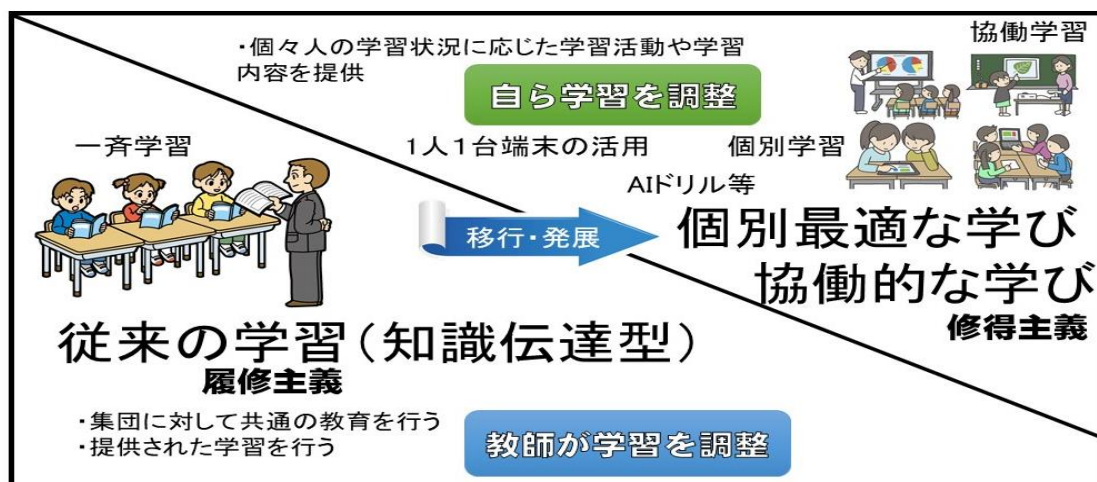 ・個々人の学習状況に応じた学習活動や学習
内容を提供
協働学習
自ら学習を調整
一斉学習
1人1台端末の活用
個別学習
AIドリル等
移行・発展
個別最適な学び
協働的な学び
修得主義
従来の学習(知識伝達型)
履修主義
・集団に対して共通の教育を行う
・提供された学習を行う
教師が学習を調整